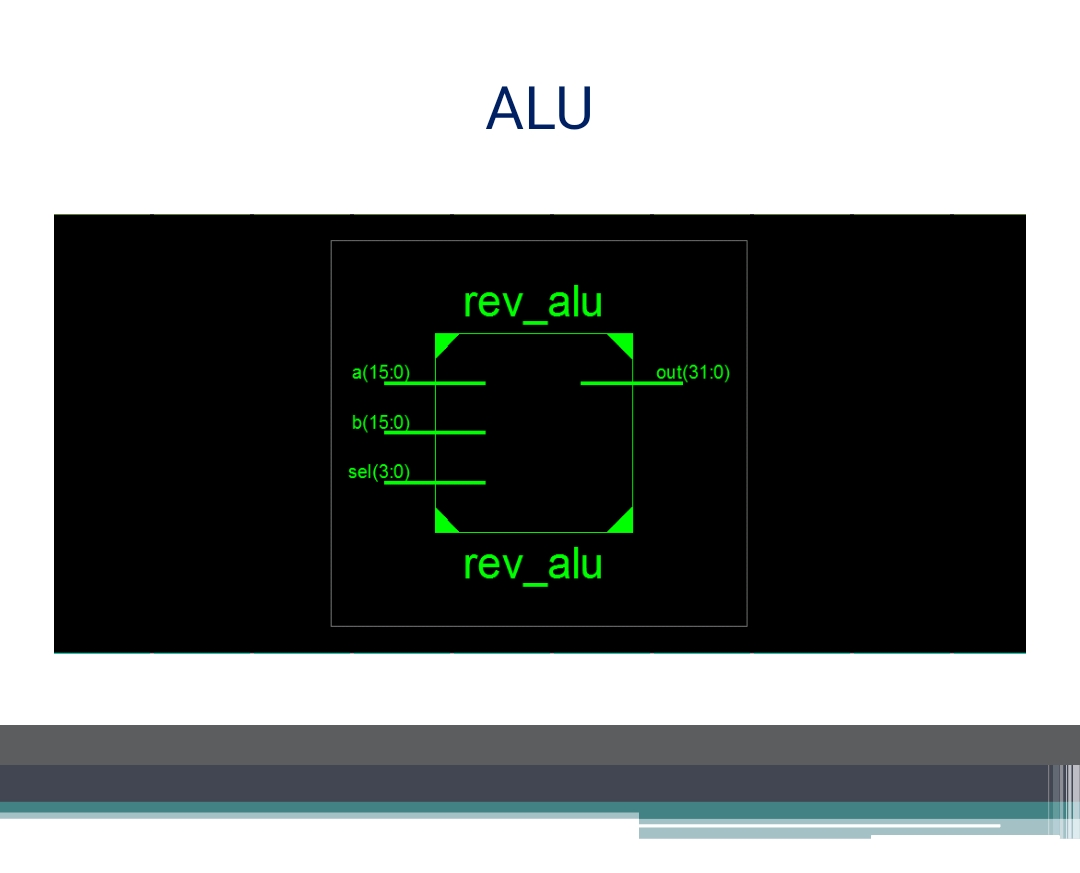 ALU
rev_alu
a(15:0)
out(31:0)
b(15:0)
sel(3:0)
rev_alu